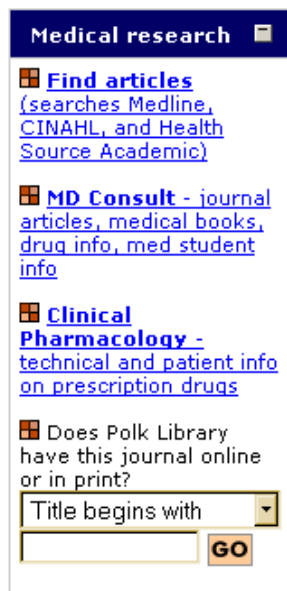 Medical research
Find articles
(searches Medline,
CINAHL, and Health
Source Academic)
MD Consult - journal
articles, medical books,
drug info, med student
info
Clinical
Pharmacology -
technical and patient info
on prescription drugs
Does Polk Library
have this journal online
or in print?
Title begins with
GO